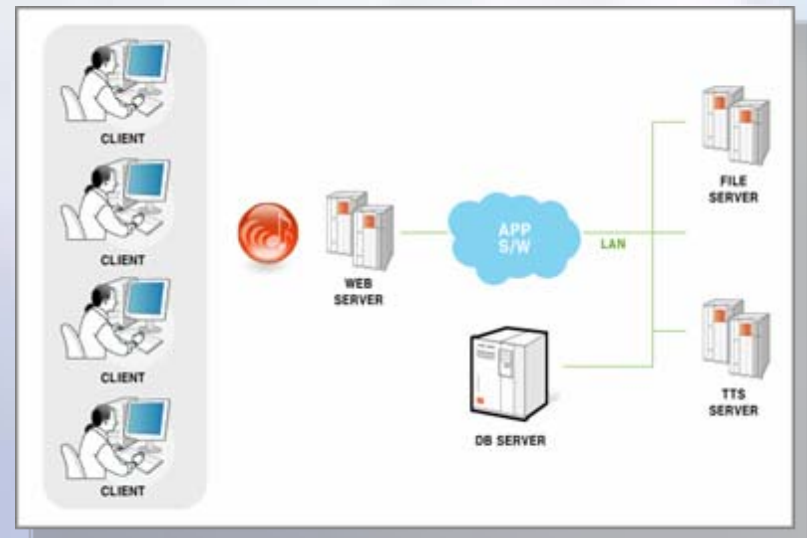 CLIENT
CLIENT
CLIENT
CLIENT
WEB
SERVER
APP
S/W
LAN
DB SERVER
FILE
SERVER
TTS
SERVER